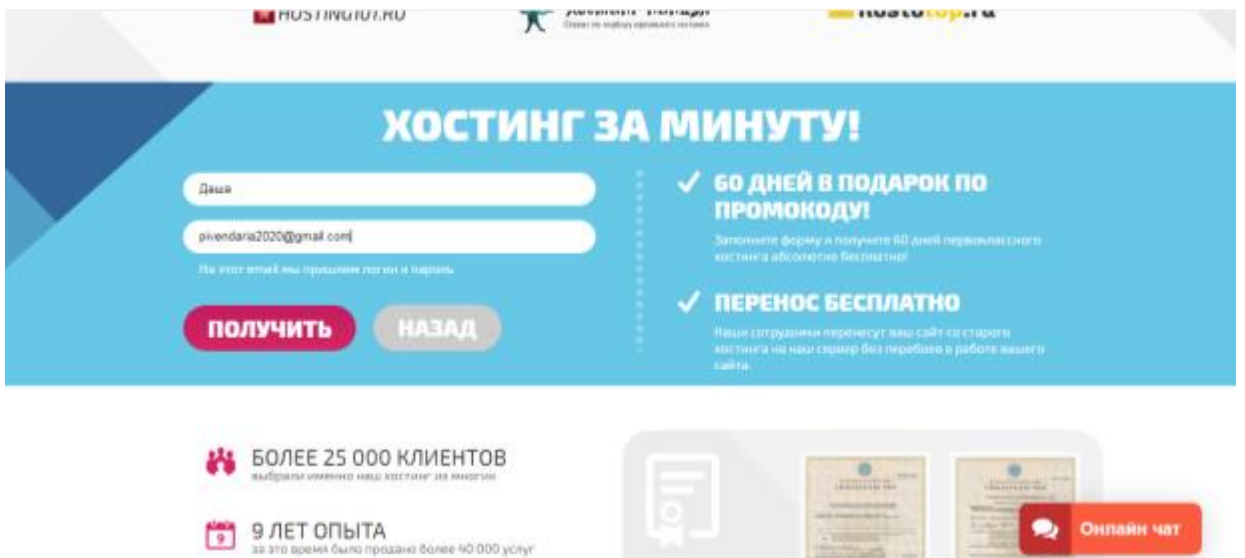 HOSTING101.RU
ХОСТИНГ ЗА МИНУТУ!
Даша
pivendaria2020@gmail.com
На этот email мы пришлем логин и пароль
ПОЛУЧИТЬ
НАЗАД
60 ДНЕЙ В ПОДАРОК ПО
ПРОМОКОДУ!
Заполните форму и получите 60 дней первоклассного
хостинга абсолютно бесплатно!
ПЕРЕНОС БЕСПЛАТНО
Наши сотрудники перенесут ваш сайт со старого
хостинга на наш сервер без перебоев в работе вашего
сайта.
БОЛЕЕ 25 000 КЛИЕНТОВ
выбрали именно наш хостинг из многих
9
9 ЛЕТ ОПЫТА
за это время было продано более 40 000 услуг
Онлайн чат